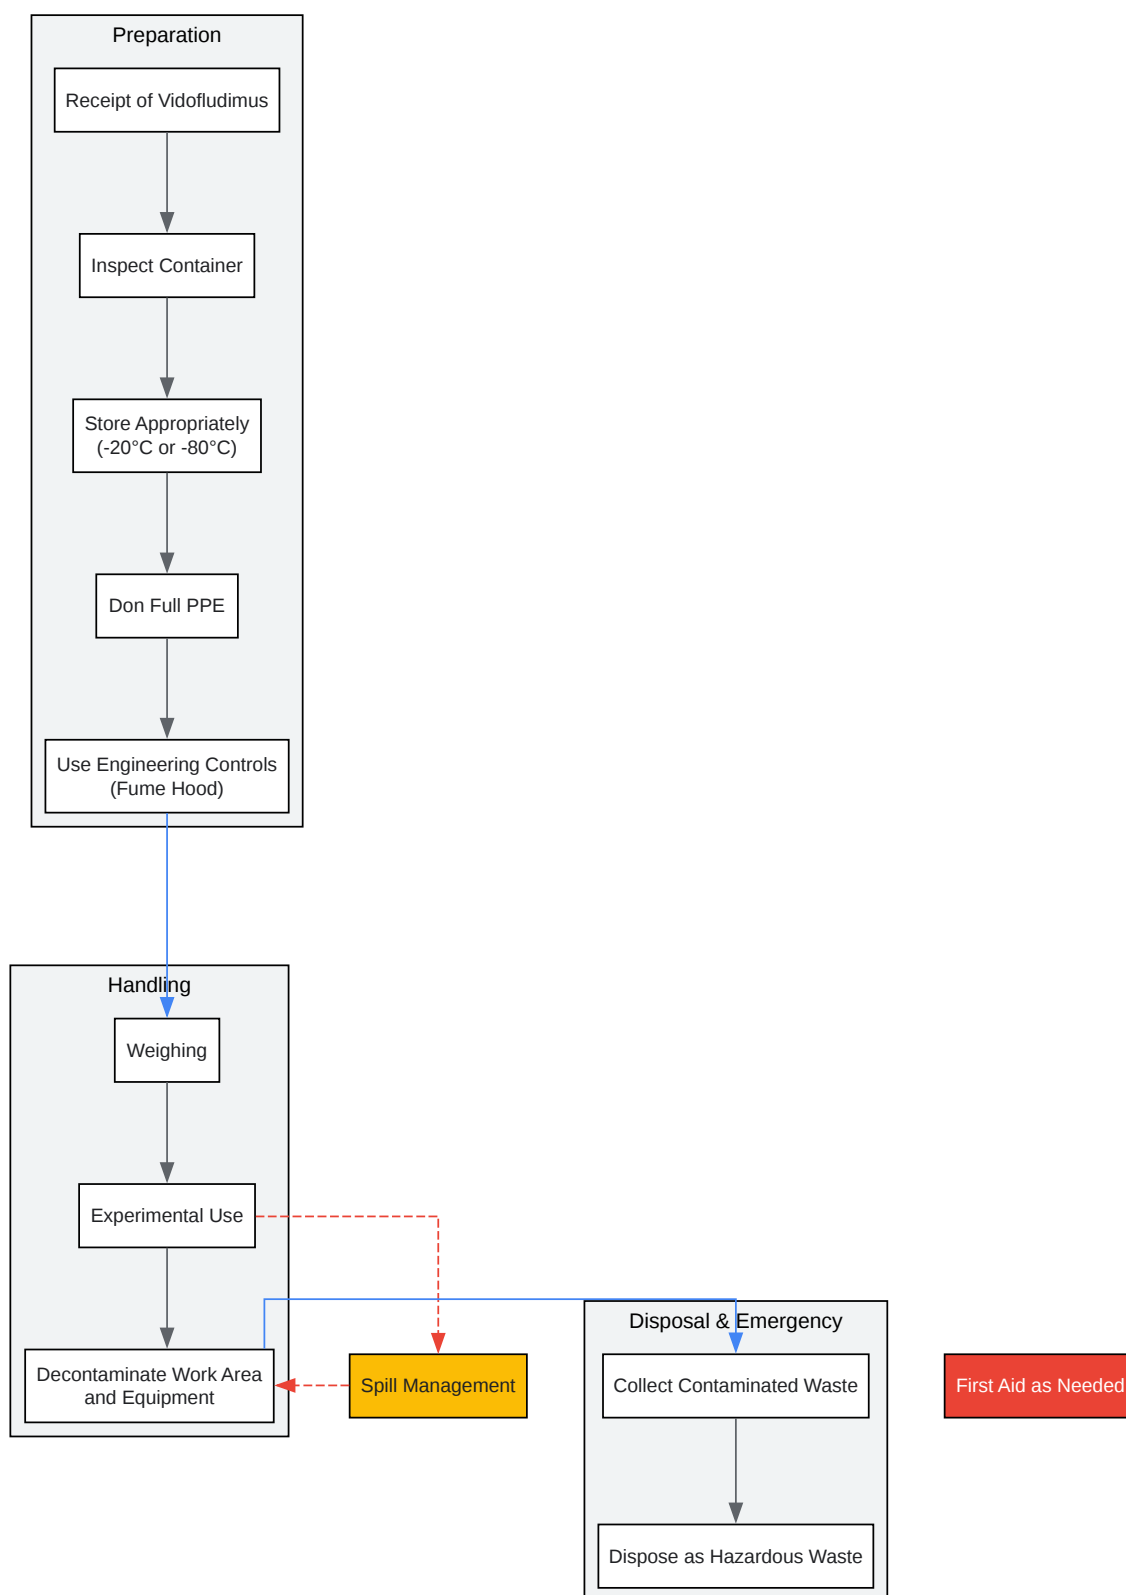 Preparation
Receipt of Vidofludimus
Inspect Container
Store Appropriately
(-20°C or -80°C)
Don Full PPE
Use Engineering Controls
(Fume Hood)
Handling
Weighing
Experimental Use
Decontaminate Work Area
and Equipment
Spill Management
Disposal & Emergency
Collect Contaminated Waste
Dispose as Hazardous Waste
First Aid as Needed